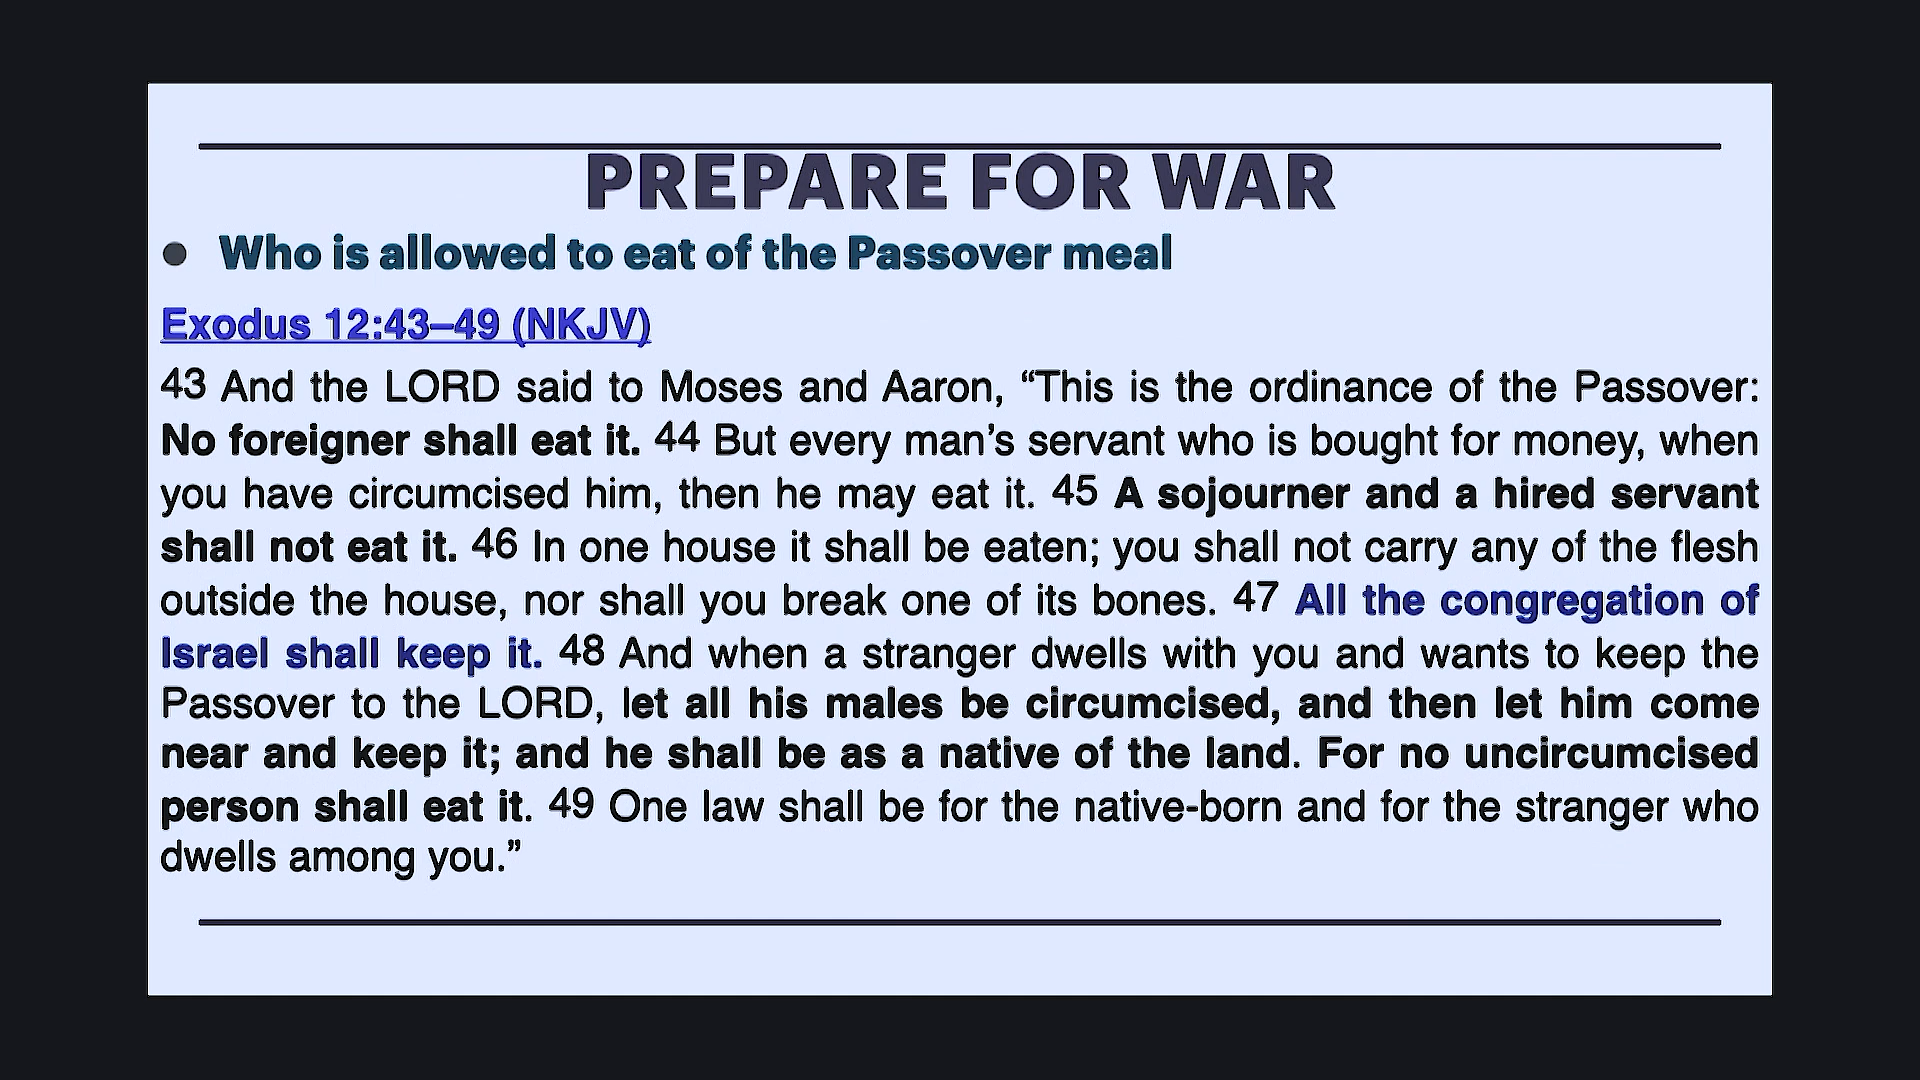 PREPARE FOR WAR
● Who is allowed to eat of the Passover meal
Exodus 12:43–49 (NKJV)
43 And the LORD said to Moses and Aaron, “This is the ordinance of the Passover:
No foreigner shall eat it. 44 But every man’s servant who is bought for money, when
you have circumcised him, then he may eat it. 45 A sojourner and a hired servant
shall not eat it. 46 In one house it shall be eaten; you shall not carry any of the flesh
outside the house, nor shall you break one of its bones. 47 All the congregation of
Israel shall keep it. 48 And when a stranger dwells with you and wants to keep the
Passover to the LORD, let all his males be circumcised, and then let him come
near and keep it; and he shall be as a native of the land. For no uncircumcised
person shall eat it. 49 One law shall be for the native-born and for the stranger who
dwells among you.”